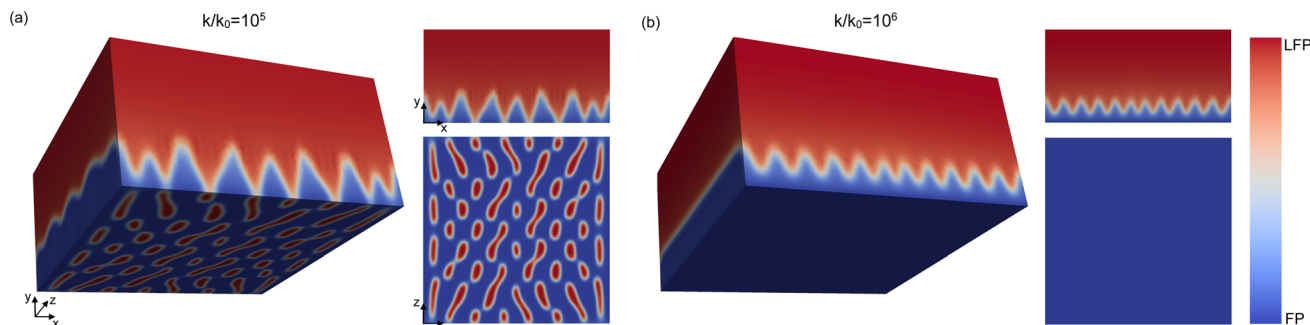 (a)
k/k₀=10⁵
y
x
z
y
z
x
(b)
k/k₀=10⁶
LFP
FP